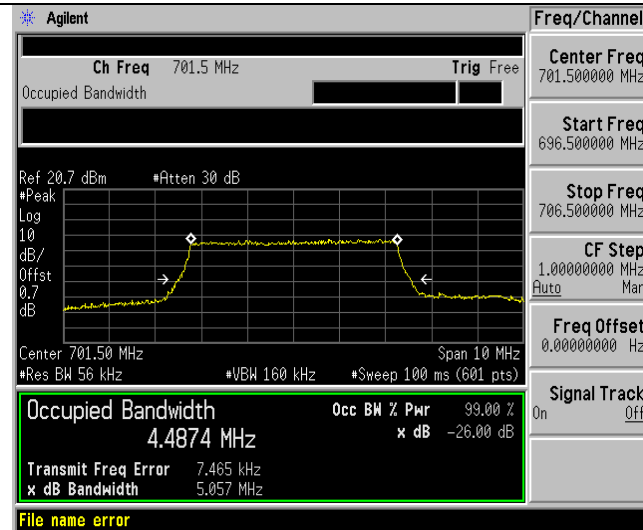 Agilent
Freq/Channel
Ch Freq 701.5 MHz Trig Free
Occupied Bandwidth
Center Freq
701.500000 MHz
Start Freq
696.500000 MHz
Stop Freq
706.500000 MHz
CF Step
1.00000000 MHz
Auto Man
Freq Offset
0.00000000 Hz
Signal Track
On Off
Ref 20.7 dBm #Atten 30 dB
#Peak
Log
10
dB/
Offst
0.7
dB
Center 701.50 MHz Span 10 MHz
#Res BW 56 kHz #VBW 160 kHz #Sweep 100 ms (601 pts)
Occupied Bandwidth Occ BW % Pwr 99.00 %
4.4874 MHz x dB -26.00 dB
Transmit Freq Error 7.465 kHz
x dB Bandwidth 5.057 MHz
File name error